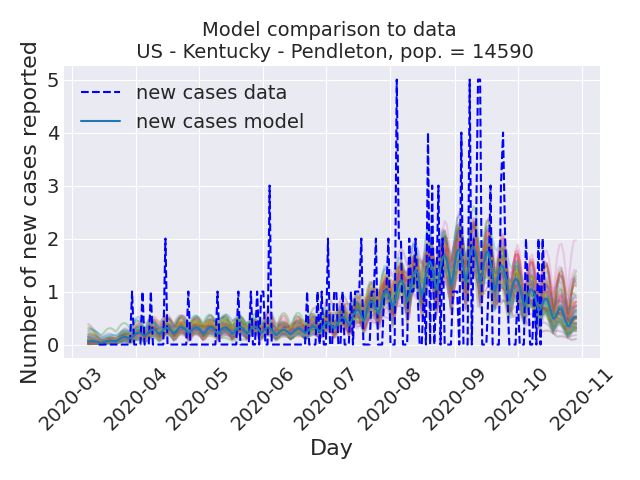 Model comparison to data
US - Kentucky - Pendleton, pop. = 14590
Number of new cases reported
5
4
3
2
1
0
new cases data
new cases model
2020-03
2020-04
2020-05
2020-06
2020-07
2020-08
2020-09
2020-10
2020-11
Day